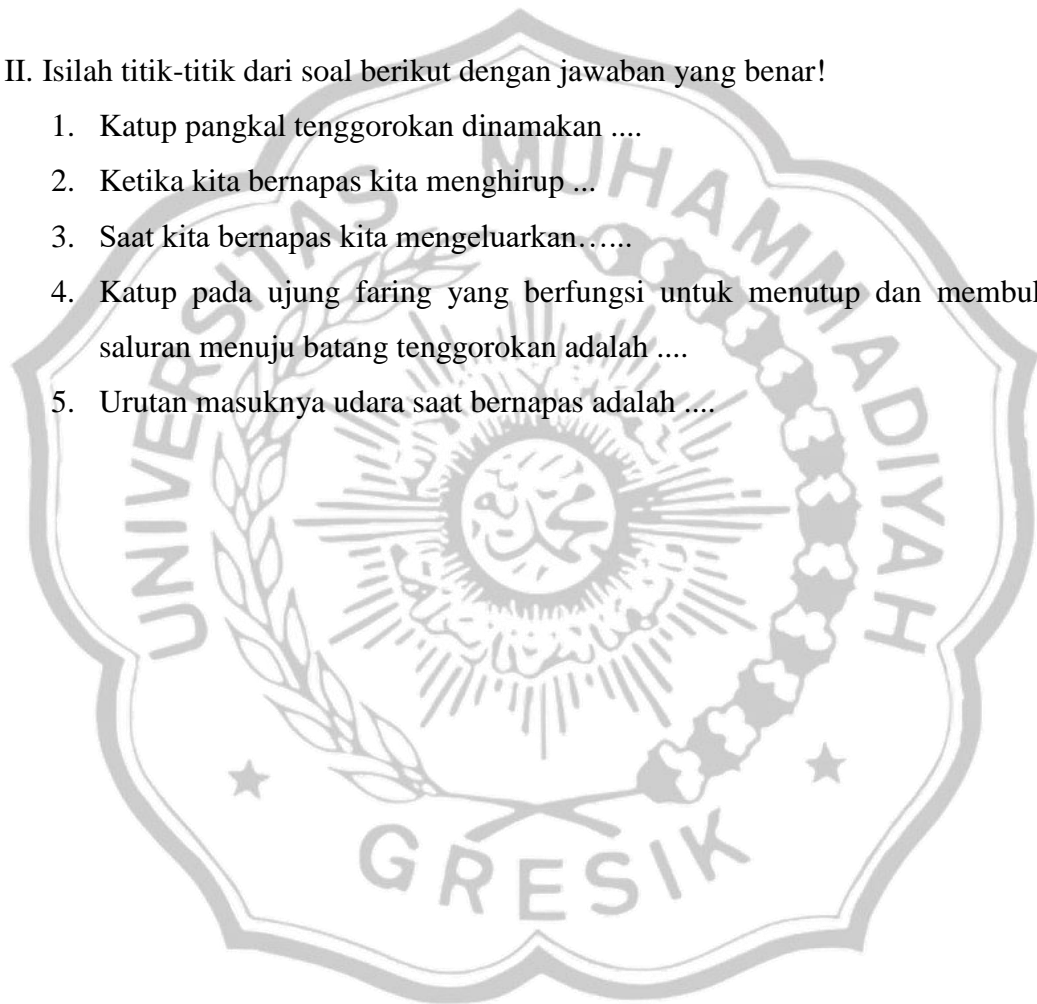 II. Isilah titik-titik dari soal berikut dengan jawaban yang benar!
1. Katup pangkal tenggorokan dinamakan ....
2. Ketika kita bernapas kita menghirup ...
3. Saat kita bernapas kita mengeluarkan…...
4. Katup pada ujung faring yang berfungsi untuk menutup dan membuk
saluran menuju batang tenggorokan adalah ....
5. Urutan masuknya udara saat bernapas adalah ....
UNIVERSITAS MUHAMMADIYAH
GRESIK